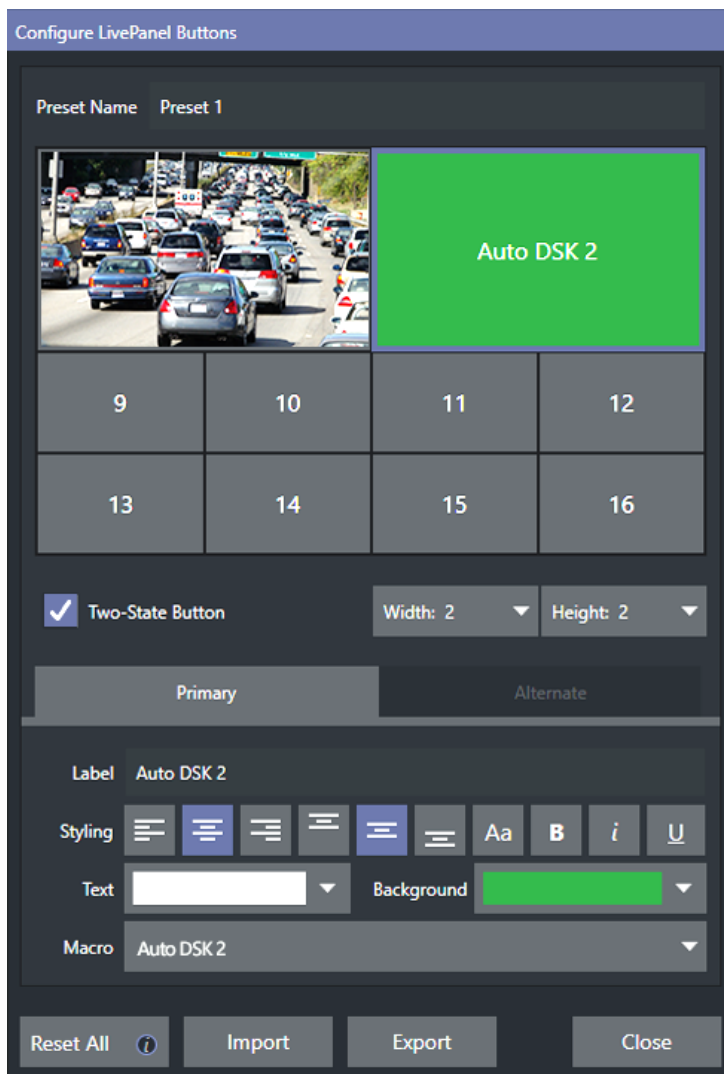 Configure LivePanel Buttons
Preset Name Preset 1
Auto DSK 2
9 10 11 12
13 14 15 16
Two-State Button Width: 2 Height: 2
Primary Alternate
Label Auto DSK 2
Styling Aa B i U
Text Background
Macro Auto DSK 2
Reset All i Import Export Close